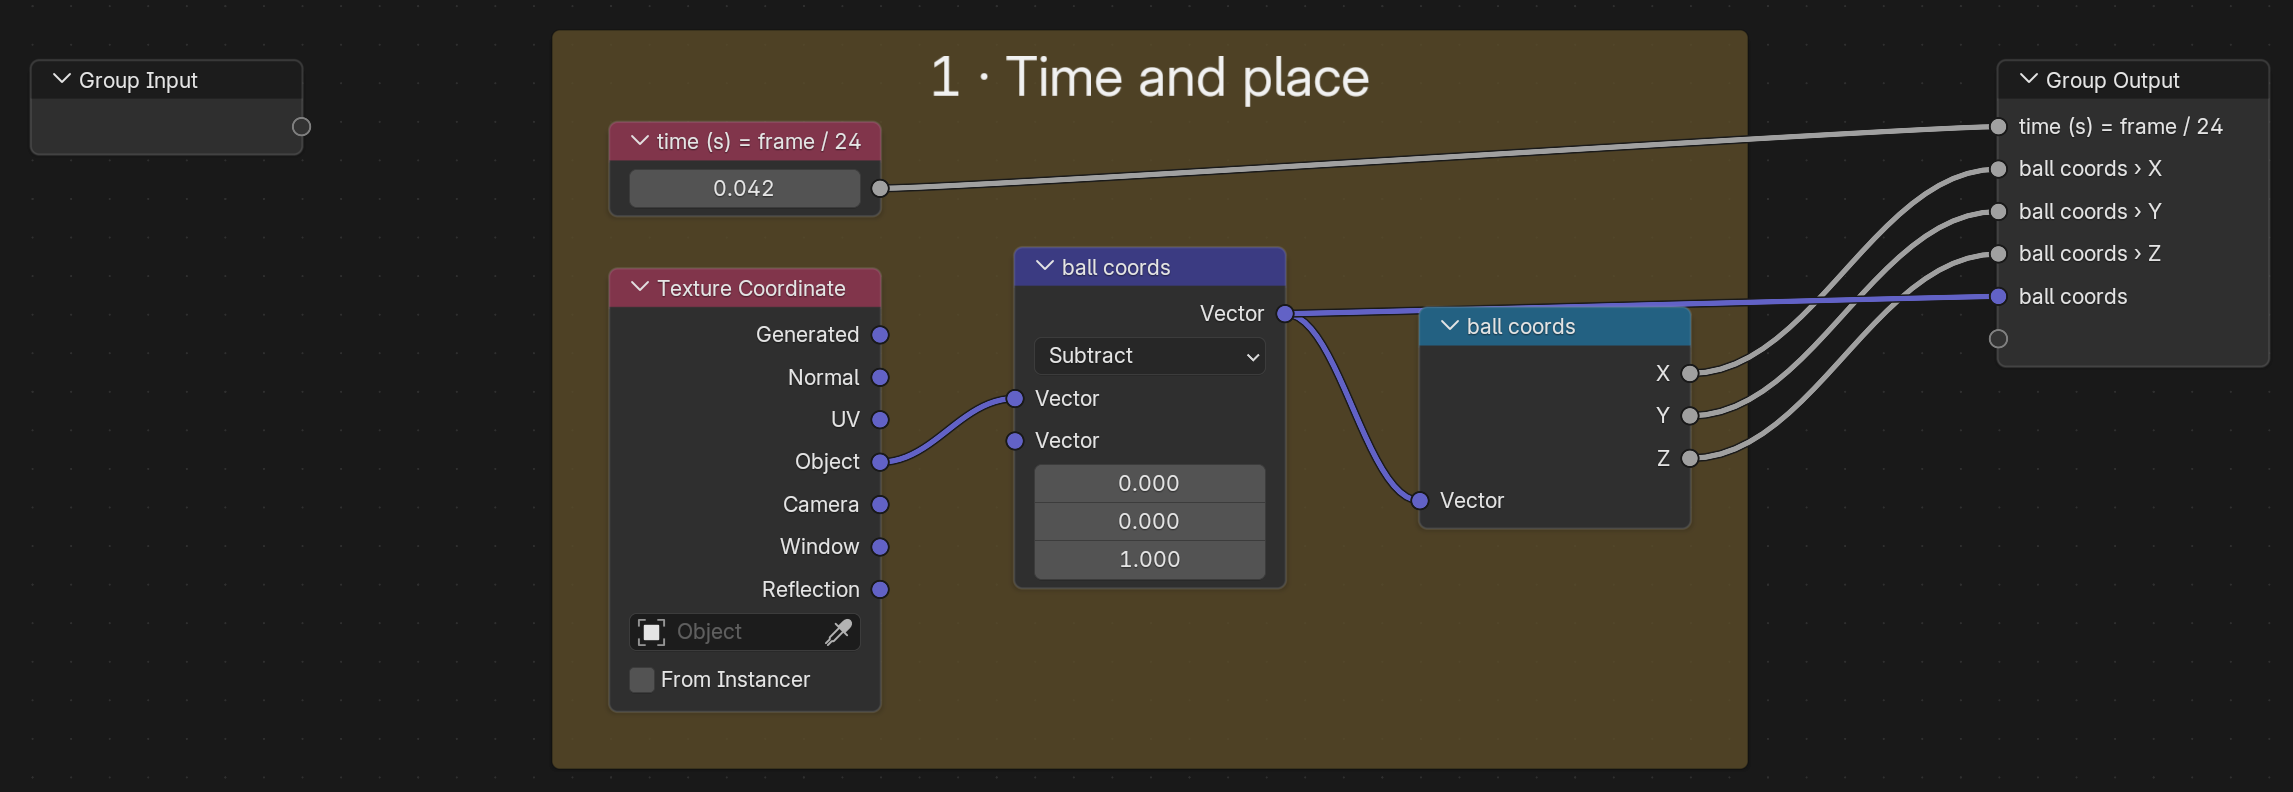 Group Input
1 · Time and place
time (s) = frame / 24
0.042
Texture Coordinate
Generated
Normal
UV
Object
Camera
Window
Reflection
Object
From Instancer
ball coords
Vector
Subtract
Vector
Vector
0.000
0.000
1.000
ball coords
X
Y
Z
Vector
Group Output
time (s) = frame / 24
ball coords › X
ball coords › Y
ball coords › Z
ball coords